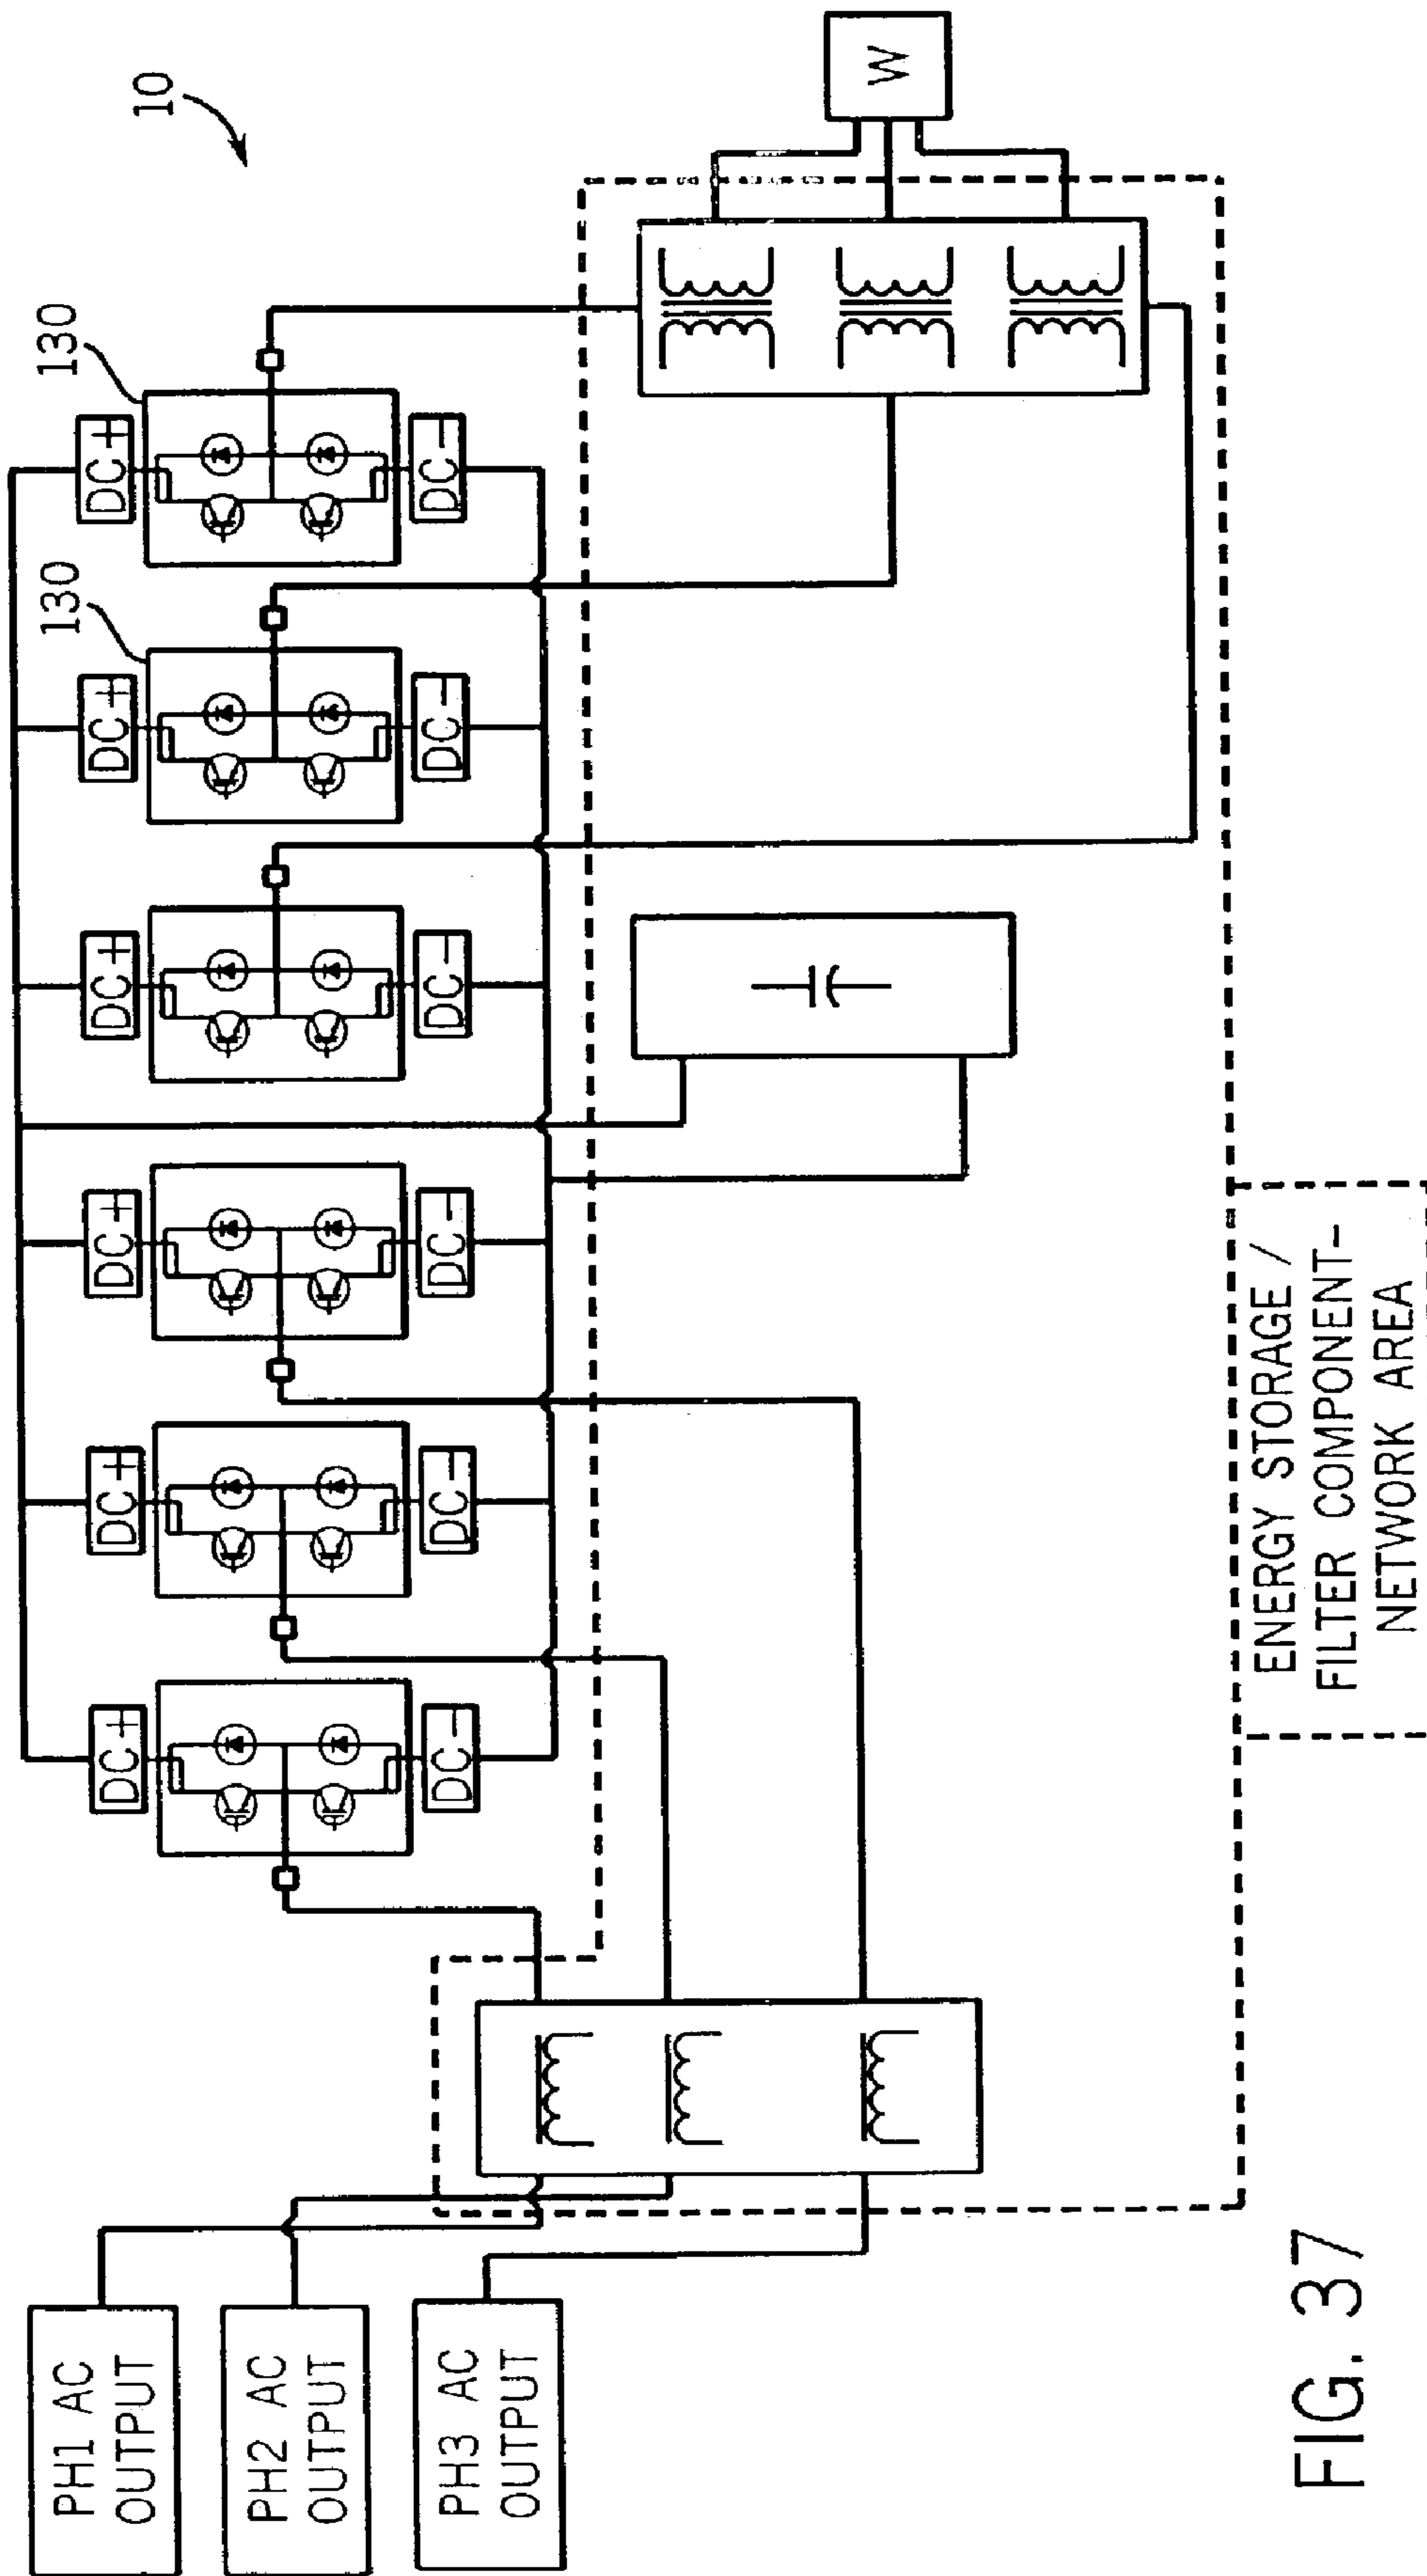 10
130
130
DC+
DC+
DC+
DC+
DC+
DC+
DC-
DC-
DC-
DC-
DC-
DC-
W
PH1 AC
OUTPUT
PH2 AC
OUTPUT
PH3 AC
OUTPUT
ENERGY STORAGE /
FILTER COMPONENT-
NETWORK AREA
FIG. 37